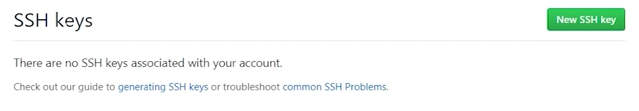 SSH keys
New SSH key
There are no SSH keys associated with your account.
Check out our guide to generating SSH keys or troubleshoot common SSH Problems.